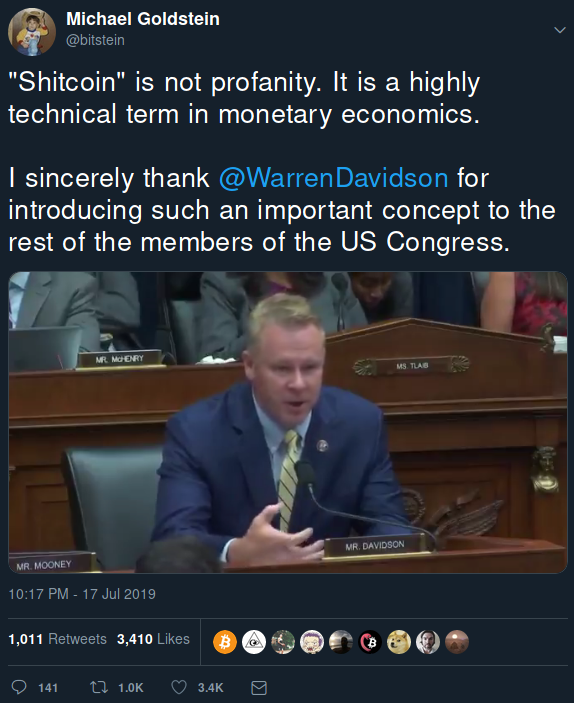 Michael Goldstein
@bitstein
"Shitcoin" is not profanity. It is a highly
technical term in monetary economics.
I sincerely thank @WarrenDavidson for
introducing such an important concept to the
rest of the members of the US Congress.
MR. McHENRY
MS. TLAIB
MR. DAVIDSON
MR. MOONEY
10:17 PM - 17 Jul 2019
1,011 Retweets 3,410 Likes
141 1.0K 3.4K